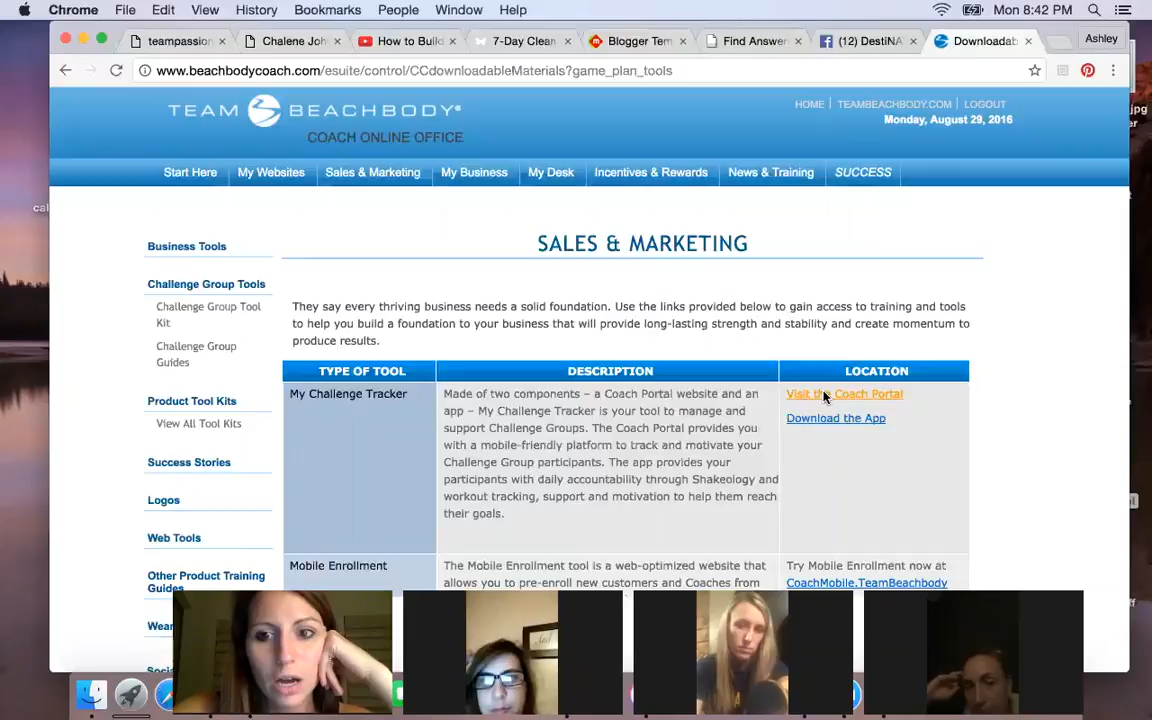 Chrome File Edit View History Bookmarks People Window Help Mon 8:42 PM
teampassion Chalene Joh How to Build 7-Day Clean Blogger Tem Find Answer (12) DestiNA Downloadab Ashley
www.beachbodycoach.com/esuite/control/CCdownloadableMaterials?game_plan_tools
TEAM BEACHBODY®
COACH ONLINE OFFICE
HOME | TEAMBEACHBODY.COM | LOGOUT
Monday, August 29, 2016
Start Here My Websites Sales & Marketing My Business My Desk Incentives & Rewards News & Training SUCCESS
Business Tools
Challenge Group Tools
Challenge Group Tool
Kit
Challenge Group
Guides
Product Tool Kits
View All Tool Kits
Success Stories
Logos
Web Tools
Other Product Training
Guides
SALES & MARKETING
They say every thriving business needs a solid foundation. Use the links provided below to gain access to training and tools
to help you build a foundation to your business that will provide long-lasting strength and stability and create momentum to
produce results.
TYPE OF TOOL DESCRIPTION LOCATION
My Challenge Tracker
Made of two components – a Coach Portal website and an
app – My Challenge Tracker is your tool to manage and
support Challenge Groups. The Coach Portal provides you
with a mobile-friendly platform to track and motivate your
Challenge Group participants. The app provides your
participants with daily accountability through Shakeology and
workout tracking, support and motivation to help them reach
their goals.
Visit the Coach Portal
Download the App
Mobile Enrollment
The Mobile Enrollment tool is a web-optimized website that
allows you to pre-enroll new customers and Coaches from
Try Mobile Enrollment now at
CoachMobile.TeamBeachbody